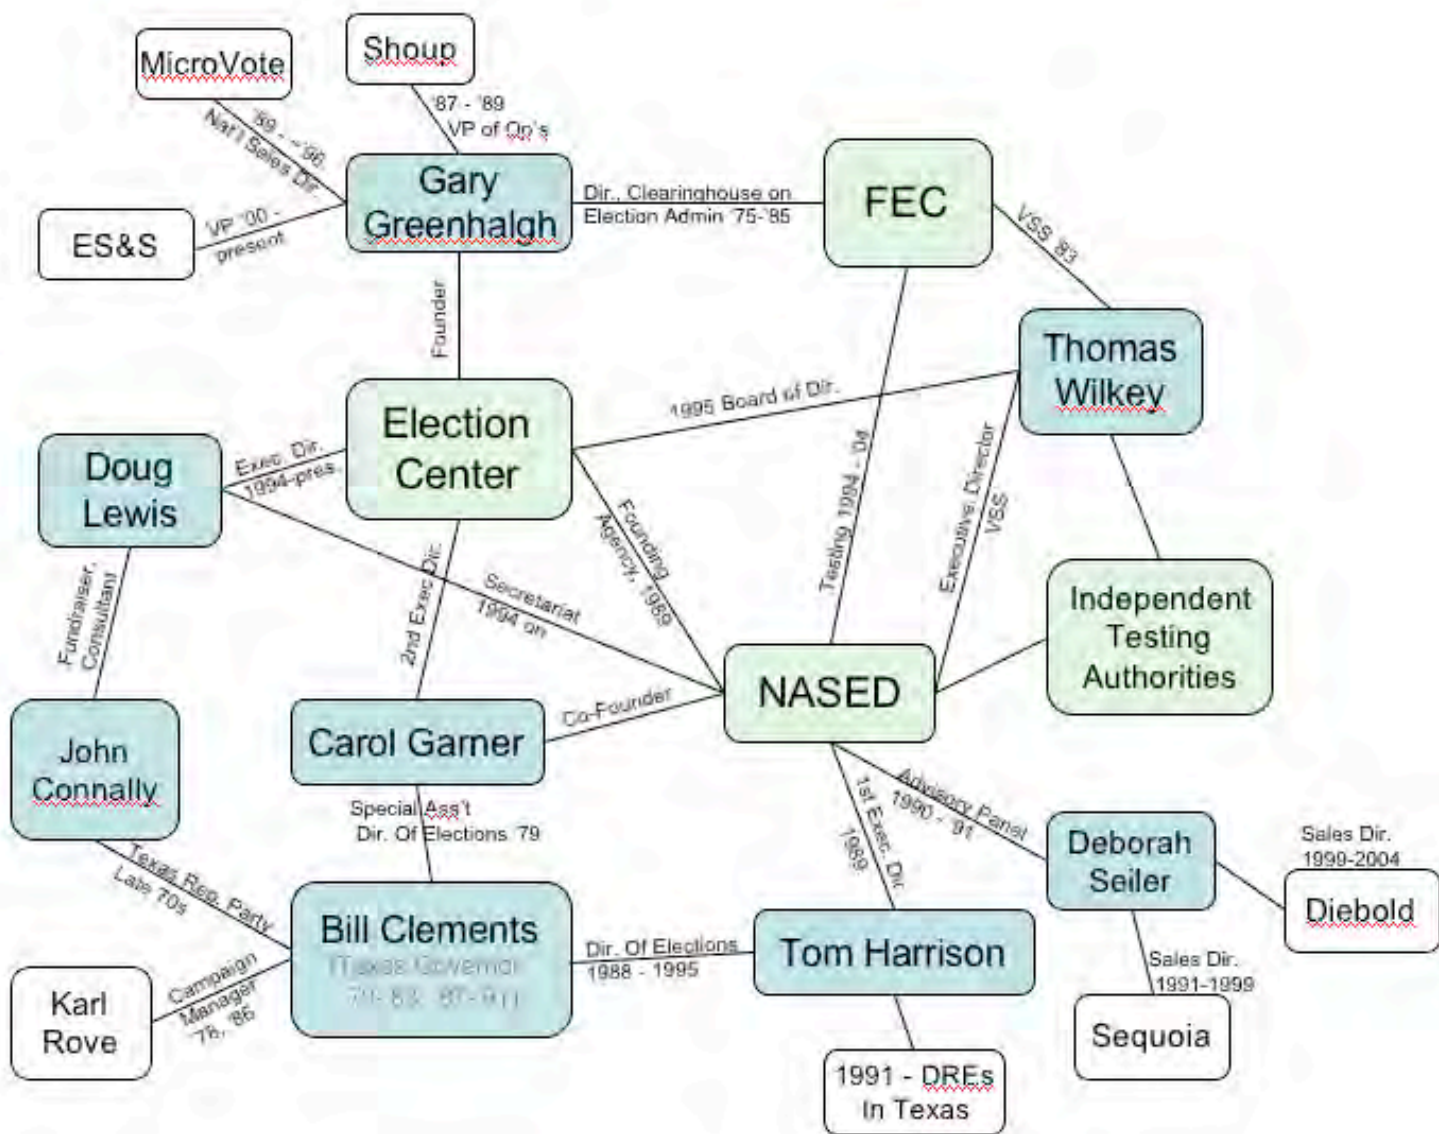 MicroVote
Shoup
'89 - ~'96
Nat'l Sales Dir.
'87 - '89
VP of Op's
ES&S
VP '00 -
present
Gary
Greenhalgh
Dir., Clearinghouse on
Election Admin '75-'85
FEC
VSS '83
Founder
Thomas
Wilkey
1995 Board of Dir.
Election
Center
Doug
Lewis
Exec. Dir.
1994-pres.
Founding
Agency, 1989
Testing 1994 - '04
Executive Director
VSS
Independent
Testing
Authorities
Secretariat
1994 on
2nd Exec Dir.
Fundraiser,
Consultant
NASED
Co-Founder
Carol Garner
John
Connally
Special Ass't
Dir. Of Elections '79
Advisory Panel
1990 - '91
1st Exec. Dir
1989
Deborah
Seiler
Sales Dir.
1999-2004
Diebold
Texas Rep. Party
Late 70s
Bill Clements
(Texas Governor
Dir. Of Elections
1988 - 1995
Tom Harrison
Sales Dir.
1991-1999
Sequoia
Campaign
Manager
'78, '86
Karl
Rove
1991 - DREs
In Texas